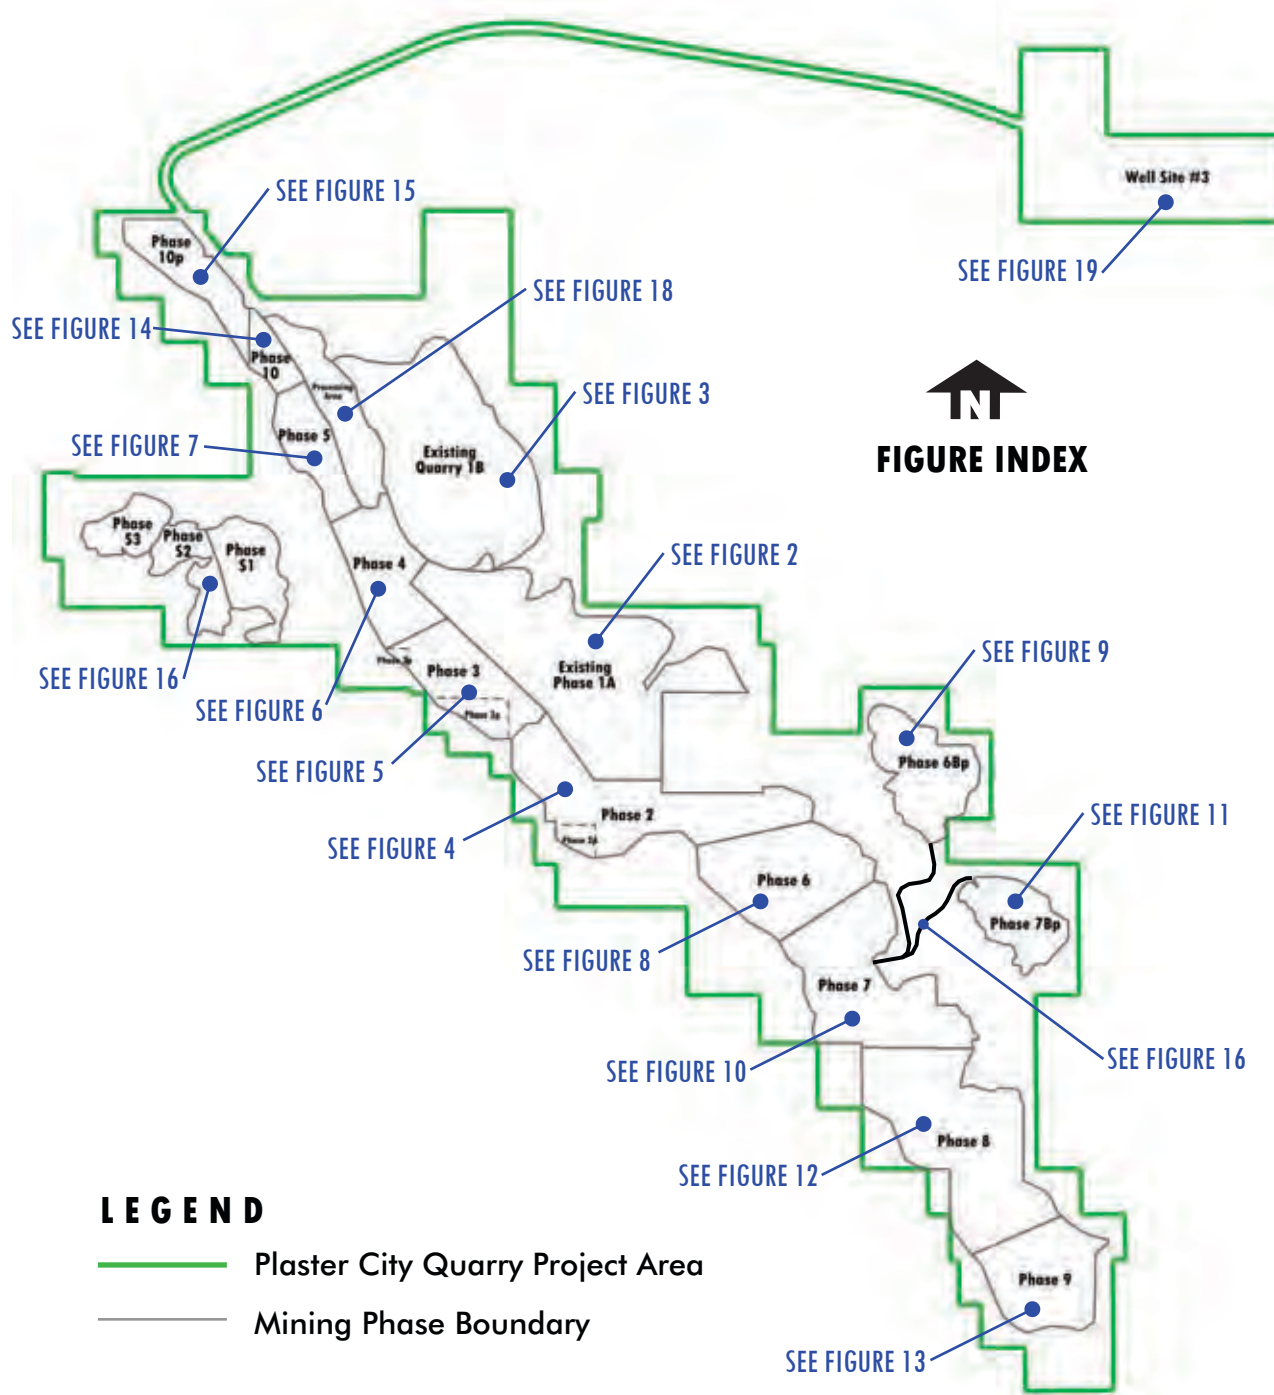 Well Site #3
SEE FIGURE 15
Phase
10p
SEE FIGURE 19
SEE FIGURE 18
SEE FIGURE 14
Phase
10
Processing
Area
SEE FIGURE 3
N
FIGURE INDEX
Phase 5
SEE FIGURE 7
Existing
Quarry 1B
Phase
S3
Phase
S2
Phase
S1
Phase 4
SEE FIGURE 2
SEE FIGURE 9
Phase 3
Existing
Phase 1A
SEE FIGURE 16
SEE FIGURE 6
SEE FIGURE 5
Phase 6Bp
Phase 2
SEE FIGURE 11
SEE FIGURE 4
Phase 6
Phase 7Bp
SEE FIGURE 8
Phase 7
SEE FIGURE 10
SEE FIGURE 16
Phase 8
SEE FIGURE 12
Phase 9
SEE FIGURE 13
LEGEND
Plaster City Quarry Project Area
Mining Phase Boundary